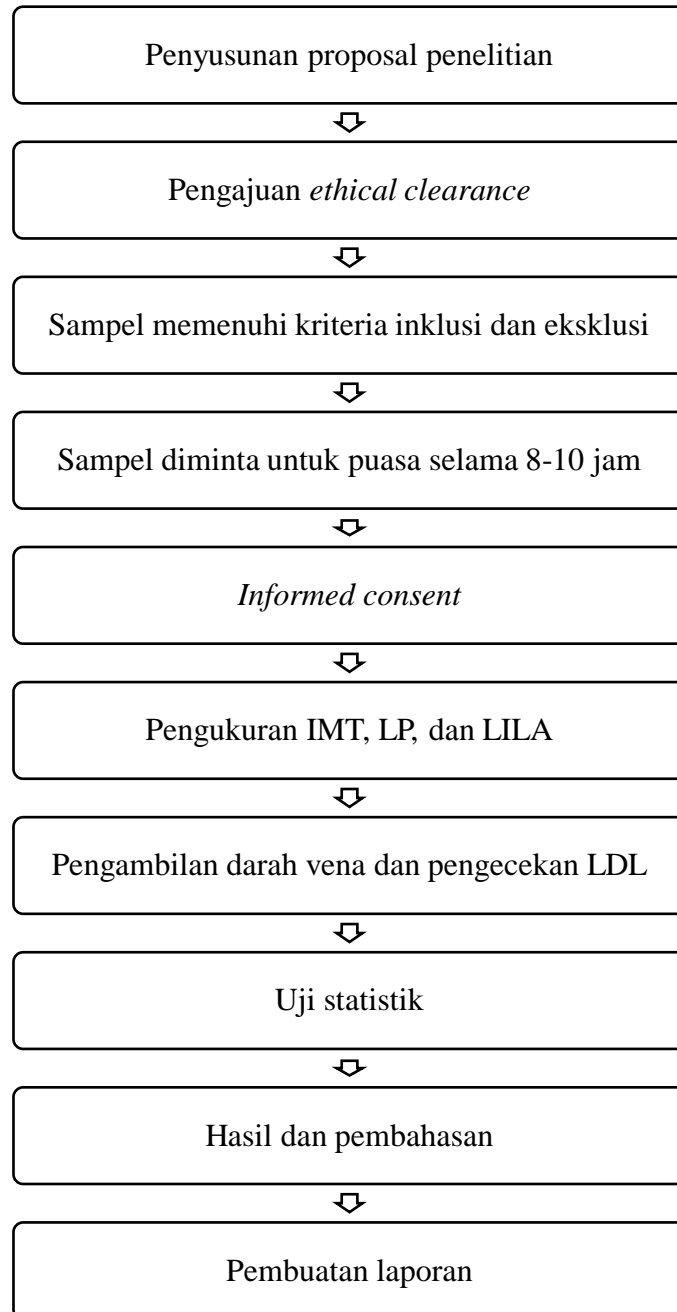 Penyusunan proposal penelitian
Pengajuan ethical clearance
Sampel memenuhi kriteria inklusi dan eksklusi
Sampel diminta untuk puasa selama 8-10 jam
Informed consent
Pengukuran IMT, LP, dan LILA
Pengambilan darah vena dan pengecekan LDL
Uji statistik
Hasil dan pembahasan
Pembuatan laporan